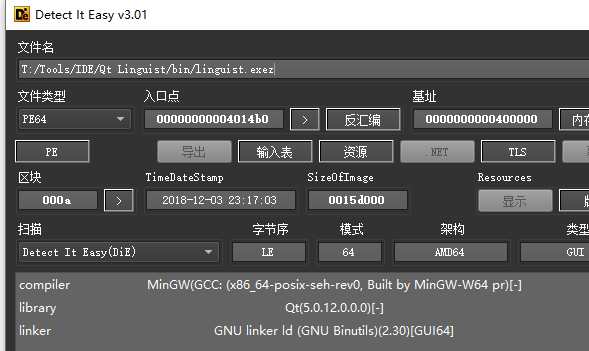 Detect It Easy v3.01
文件名
T:/Tools/IDE/Qt Linguist/bin/linguist.exez
文件类型 入口点 基址
PE64 00000000004014b0 > 反汇编 0000000000400000
PE 导出 输入表 资源 .NET TLS
区块 TimeDateStamp SizeOfImage Resources
000a > 2018-12-03 23:17:03 0015d000 显示
扫描 字节序 模式 架构 类型
Detect It Easy(DiE) LE 64 AMD64 GUI
compiler MinGW(GCC: (x86_64-posix-seh-rev0, Built by MinGW-W64 pr)[-]
library Qt(5.0.12.0.0.0)[-]
linker GNU linker ld (GNU Binutils)(2.30)[GUI64]